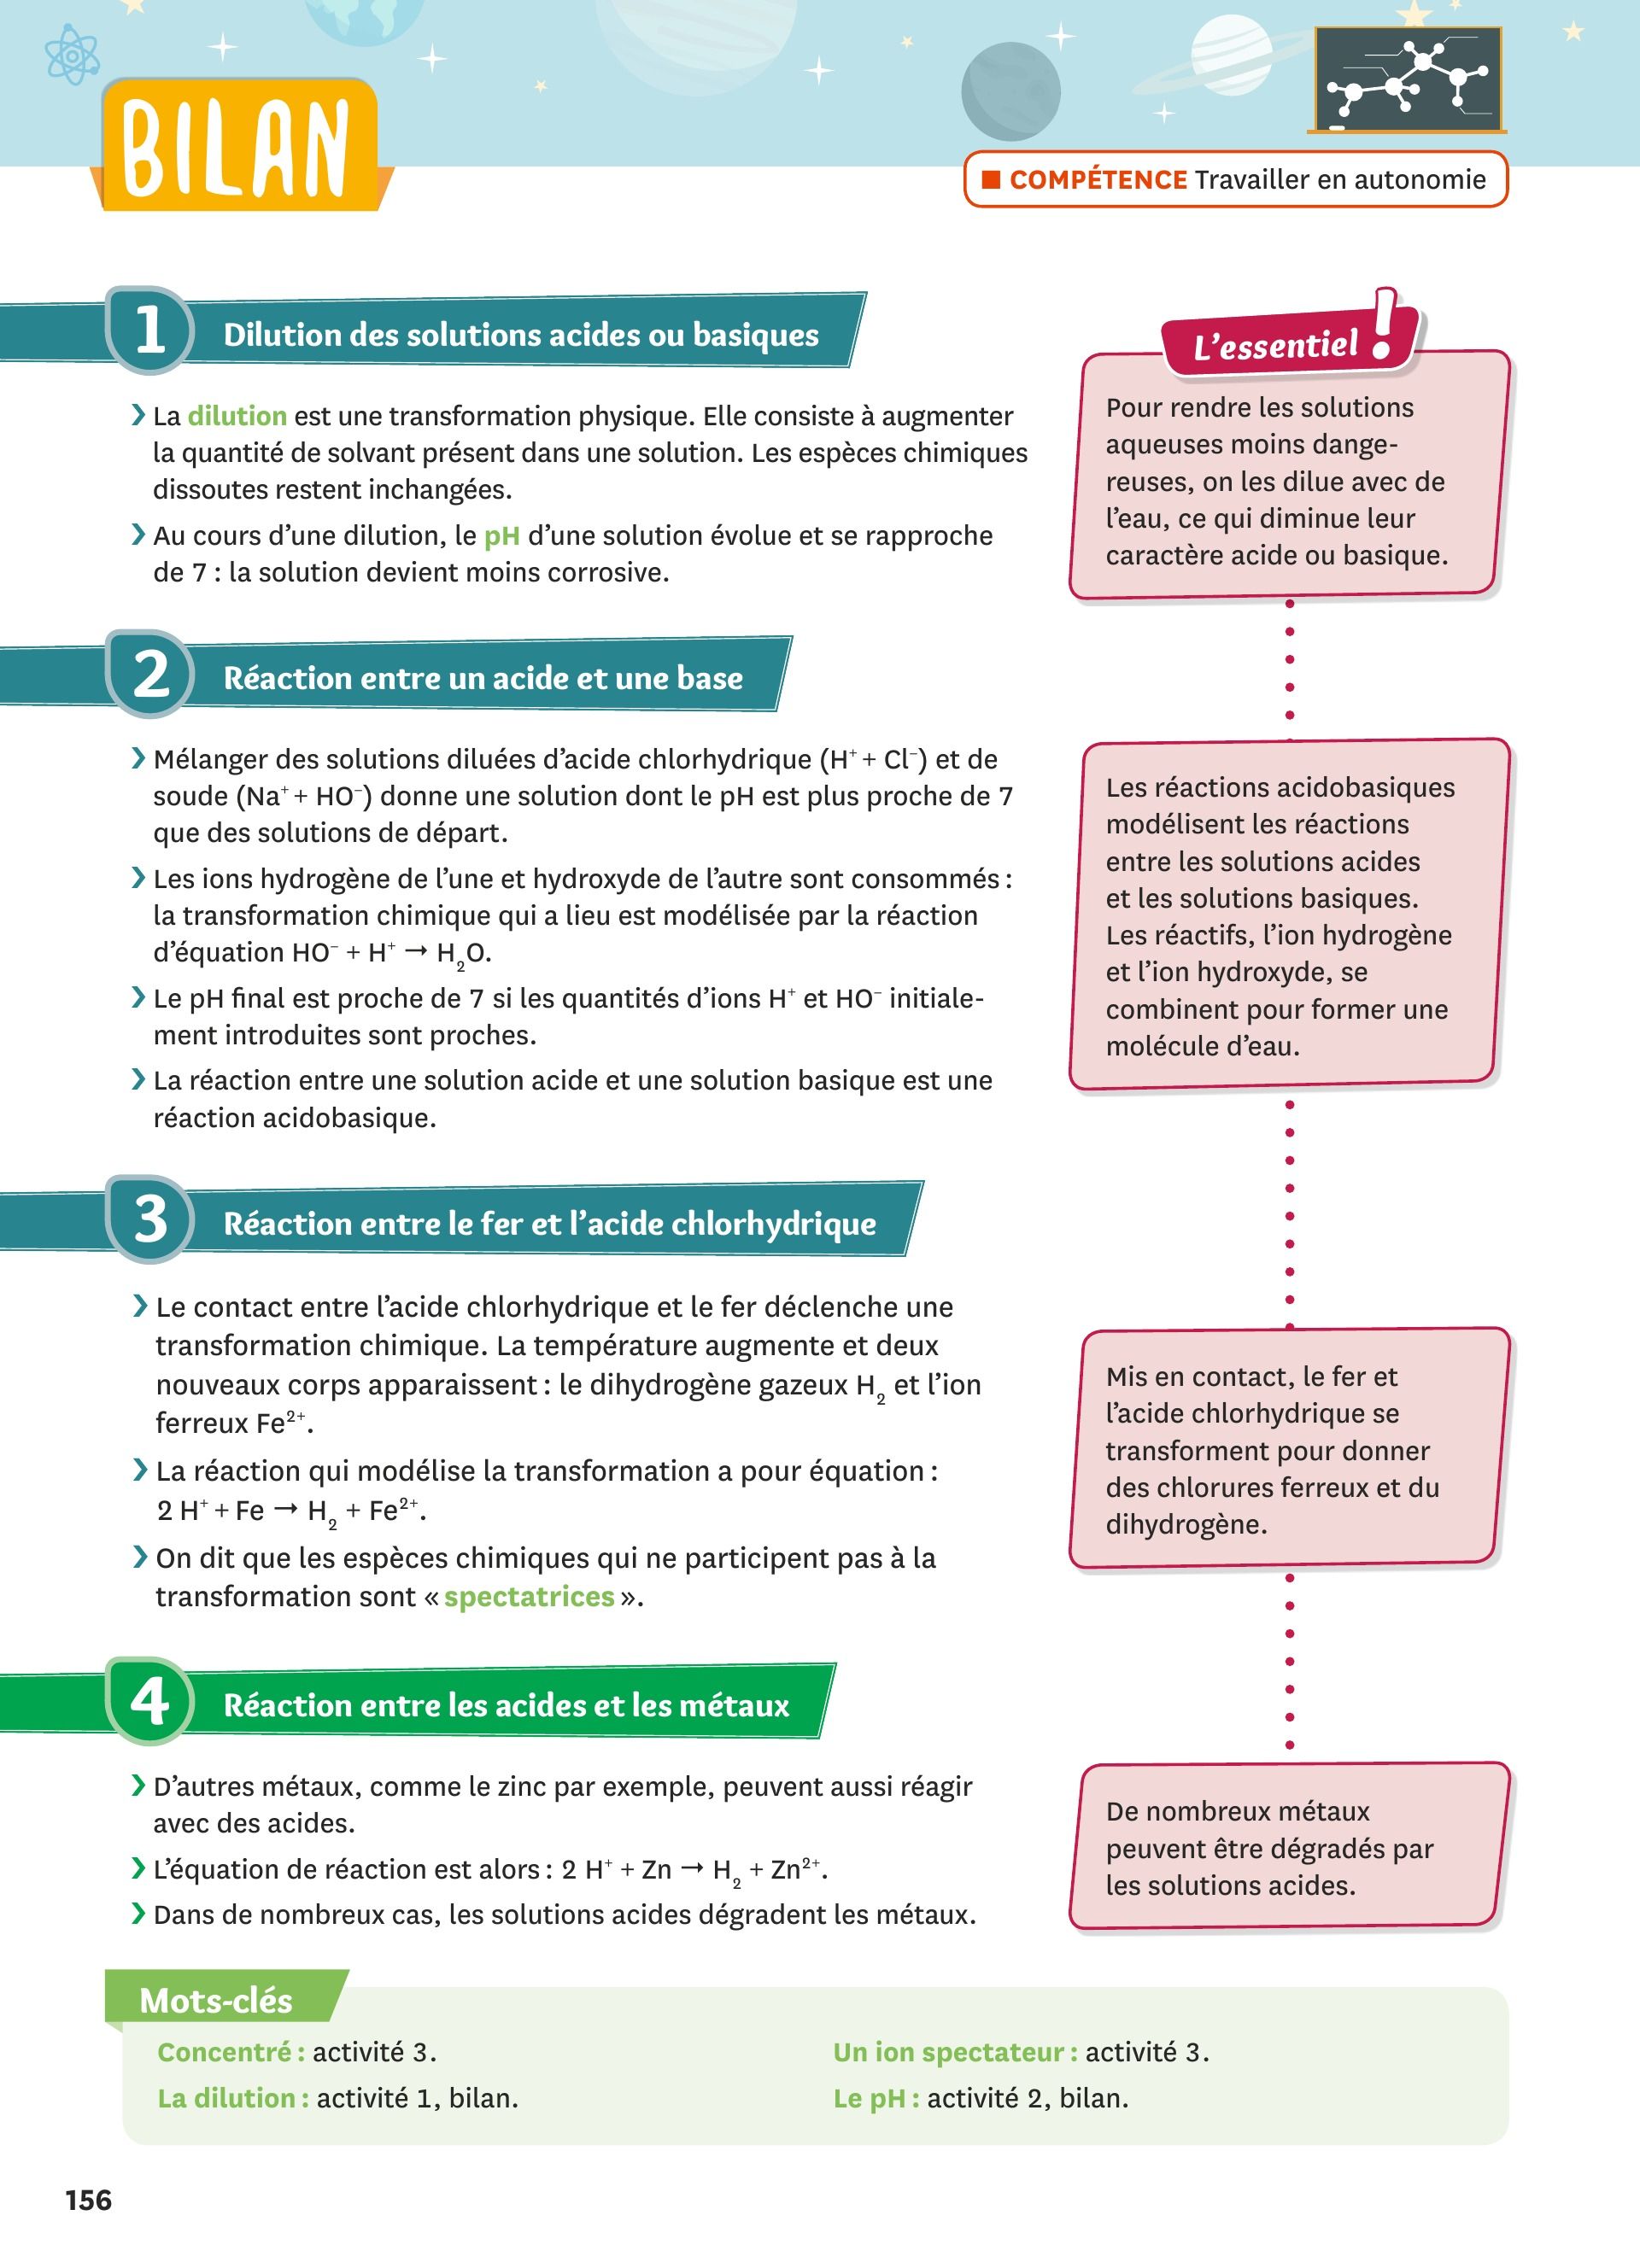 BILAN
■ COMPÉTENCE Travailler en autonomie
1 Dilution des solutions acides ou basiques
❯ La dilution est une transformation physique. Elle consiste à augmenter
la quantité de solvant présent dans une solution. Les espèces chimiques
dissoutes restent inchangées.
❯ Au cours d’une dilution, le pH d’une solution évolue et se rapproche
de 7 : la solution devient moins corrosive.
L’essentiel !
Pour rendre les solutions
aqueuses moins dange-
reuses, on les dilue avec de
l’eau, ce qui diminue leur
caractère acide ou basique.
2 Réaction entre un acide et une base
❯ Mélanger des solutions diluées d’acide chlorhydrique (H⁺ + Cl⁻) et de
soude (Na⁺ + HO⁻) donne une solution dont le pH est plus proche de 7
que des solutions de départ.
❯ Les ions hydrogène de l’une et hydroxyde de l’autre sont consommés :
la transformation chimique qui a lieu est modélisée par la réaction
d’équation HO⁻ + H⁺ → H₂O.
❯ Le pH final est proche de 7 si les quantités d’ions H⁺ et HO⁻ initiale-
ment introduites sont proches.
❯ La réaction entre une solution acide et une solution basique est une
réaction acidobasique.
Les réactions acidobasiques
modélisent les réactions
entre les solutions acides
et les solutions basiques.
Les réactifs, l’ion hydrogène
et l’ion hydroxyde, se
combinent pour former une
molécule d’eau.
3 Réaction entre le fer et l’acide chlorhydrique
❯ Le contact entre l’acide chlorhydrique et le fer déclenche une
transformation chimique. La température augmente et deux
nouveaux corps apparaissent : le dihydrogène gazeux H₂ et l’ion
ferreux Fe²⁺.
❯ La réaction qui modélise la transformation a pour équation :
2 H⁺ + Fe → H₂ + Fe²⁺.
❯ On dit que les espèces chimiques qui ne participent pas à la
transformation sont « spectatrices ».
Mis en contact, le fer et
l’acide chlorhydrique se
transforment pour donner
des chlorures ferreux et du
dihydrogène.
4 Réaction entre les acides et les métaux
❯ D’autres métaux, comme le zinc par exemple, peuvent aussi réagir
avec des acides.
❯ L’équation de réaction est alors : 2 H⁺ + Zn → H₂ + Zn²⁺.
❯ Dans de nombreux cas, les solutions acides dégradent les métaux.
De nombreux métaux
peuvent être dégradés par
les solutions acides.
Mots-clés
Concentré : activité 3.
La dilution : activité 1, bilan.
Un ion spectateur : activité 3.
Le pH : activité 2, bilan.
156